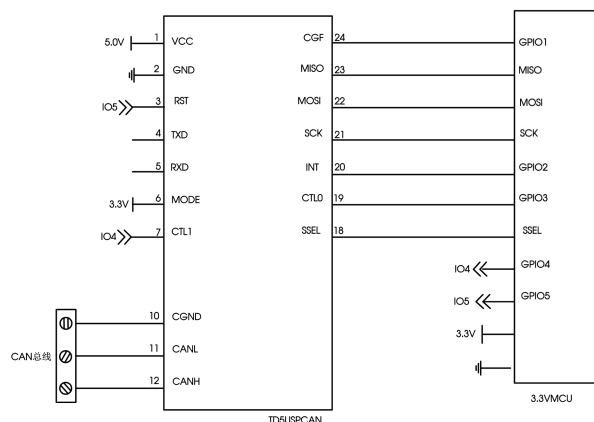 5.0V 1 VCC CGF 24 GPIO1
2 GND MISO 23 MISO
IO5 3 RST MOSI 22 MOSI
4 TXD SCK 21 SCK
5 RXD INT 20 GPIO2
3.3V 6 MODE CTL0 19 GPIO3
IO4 7 CTL1 SSEL 18 SSEL
IO4 GPIO4
IO5 GPIO5
3.3V
10 CGND
CAN总线 11 CANL
12 CANH
3.3VMCU
TD5USPCAN